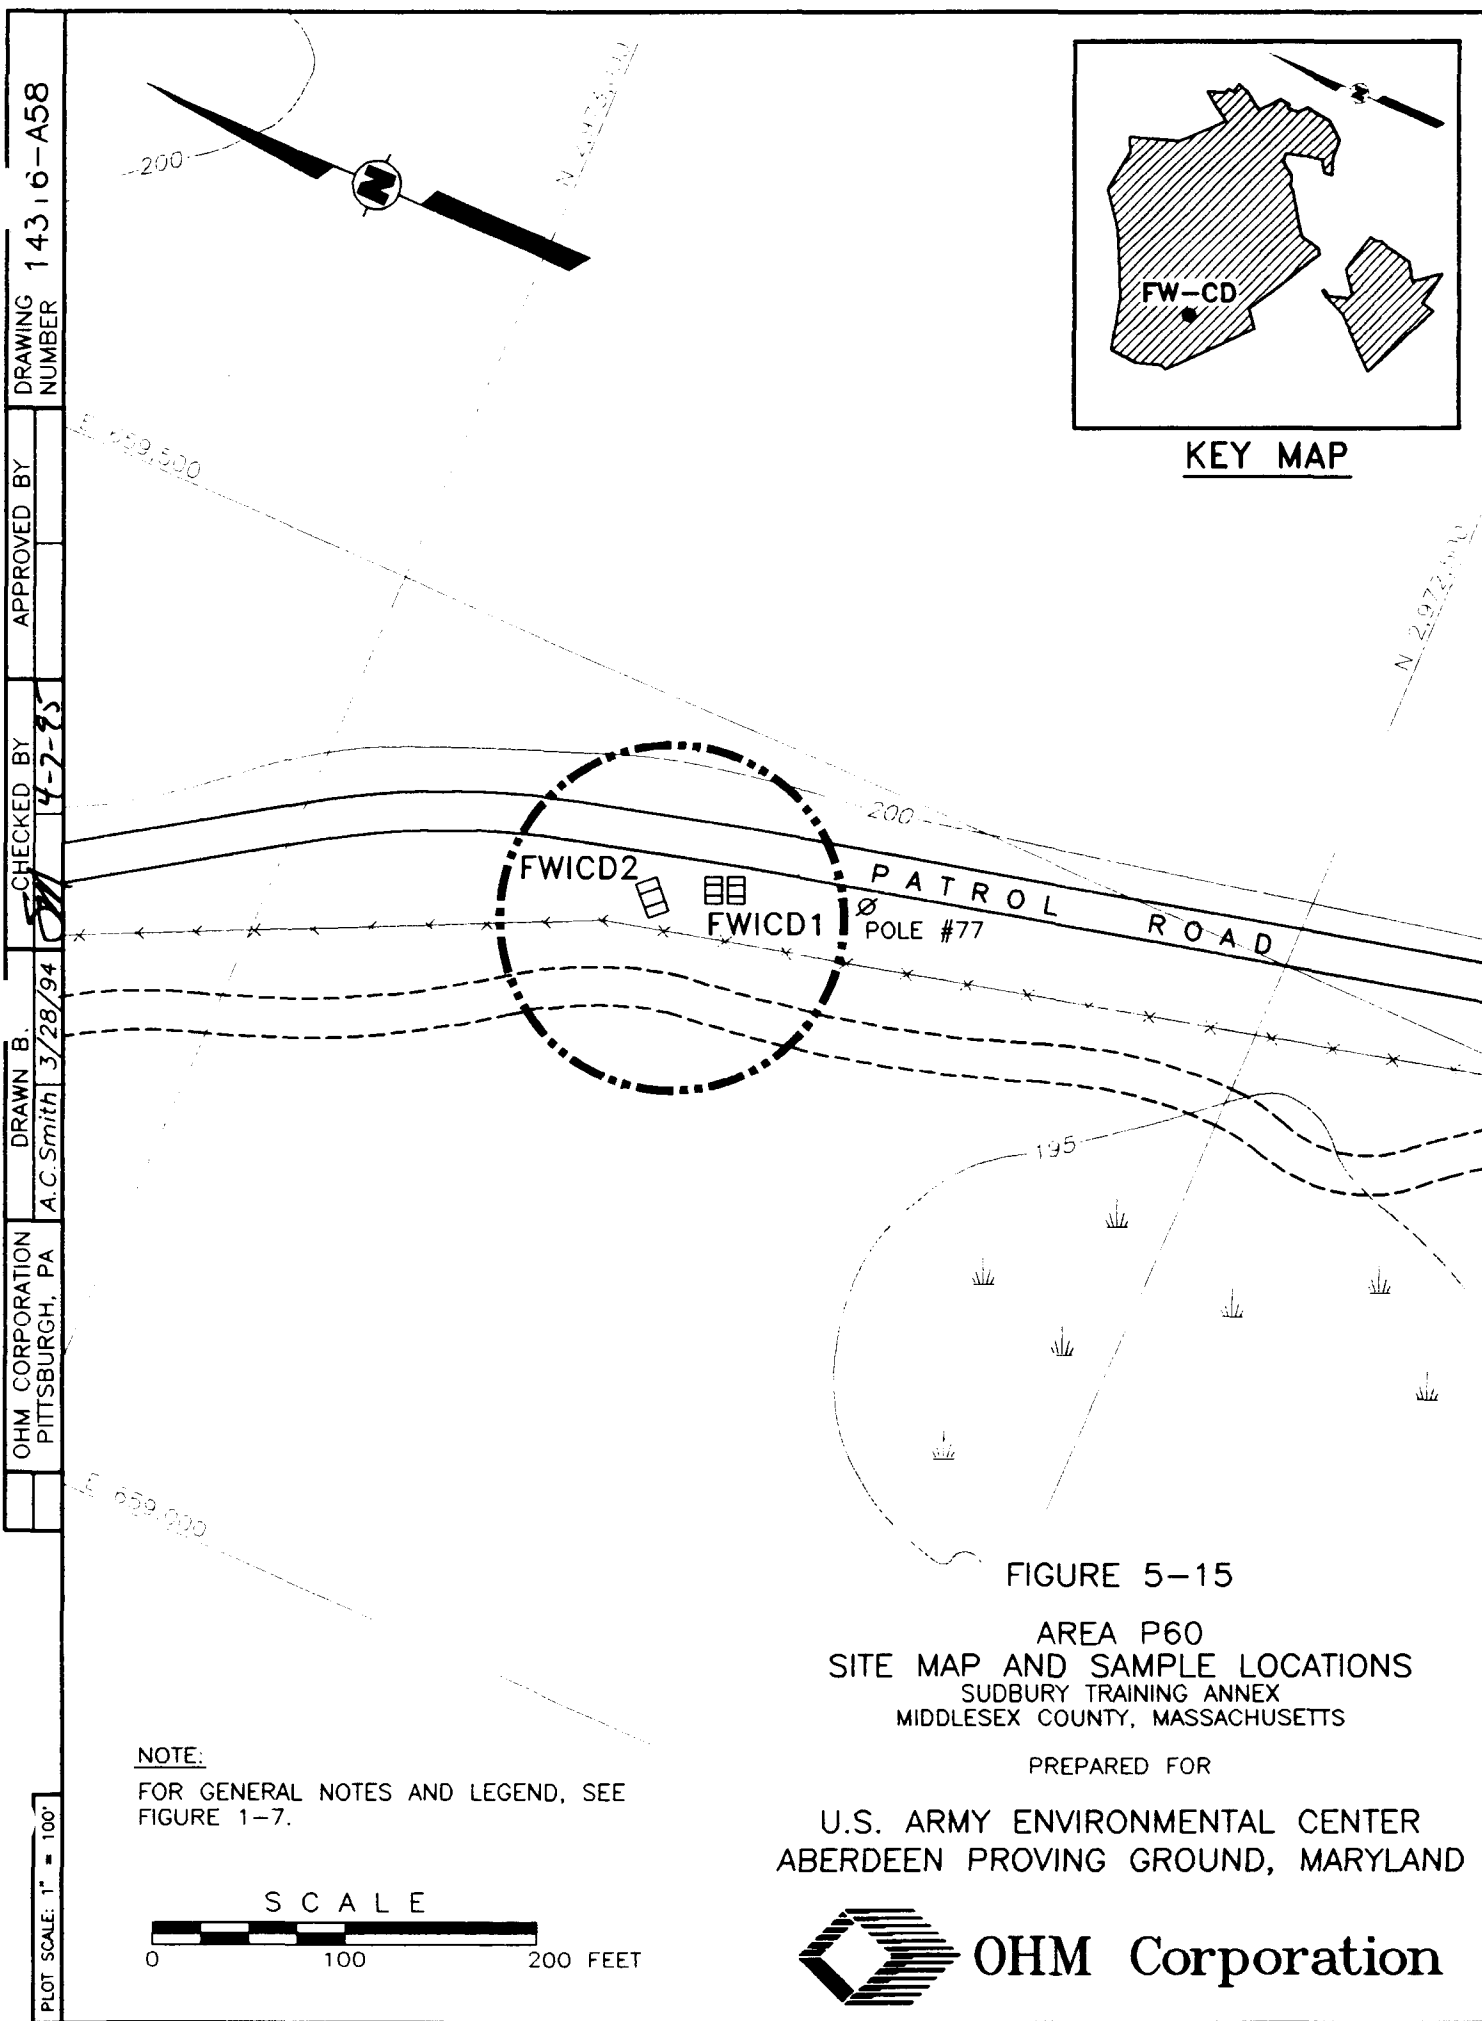 DRAWING NUMBER 14316-A58
APPROVED BY
CHECKED BY
4-7-95
DRAWN B.
A.C. Smith 3/28/94
OHM CORPORATION
PITTSBURGH, PA
PLOT SCALE: 1" = 100'
200
N
N
FW-CD
KEY MAP
E 659,500
200
PATROL ROAD
FWICD2
FWICD1
POLE #77
195
E 659,000
FIGURE 5-15
AREA P60
SITE MAP AND SAMPLE LOCATIONS
SUDBURY TRAINING ANNEX
MIDDLESEX COUNTY, MASSACHUSETTS
PREPARED FOR
U.S. ARMY ENVIRONMENTAL CENTER
ABERDEEN PROVING GROUND, MARYLAND
OHM Corporation
NOTE:
FOR GENERAL NOTES AND LEGEND, SEE
FIGURE 1-7.
SCALE
0 100 200 FEET